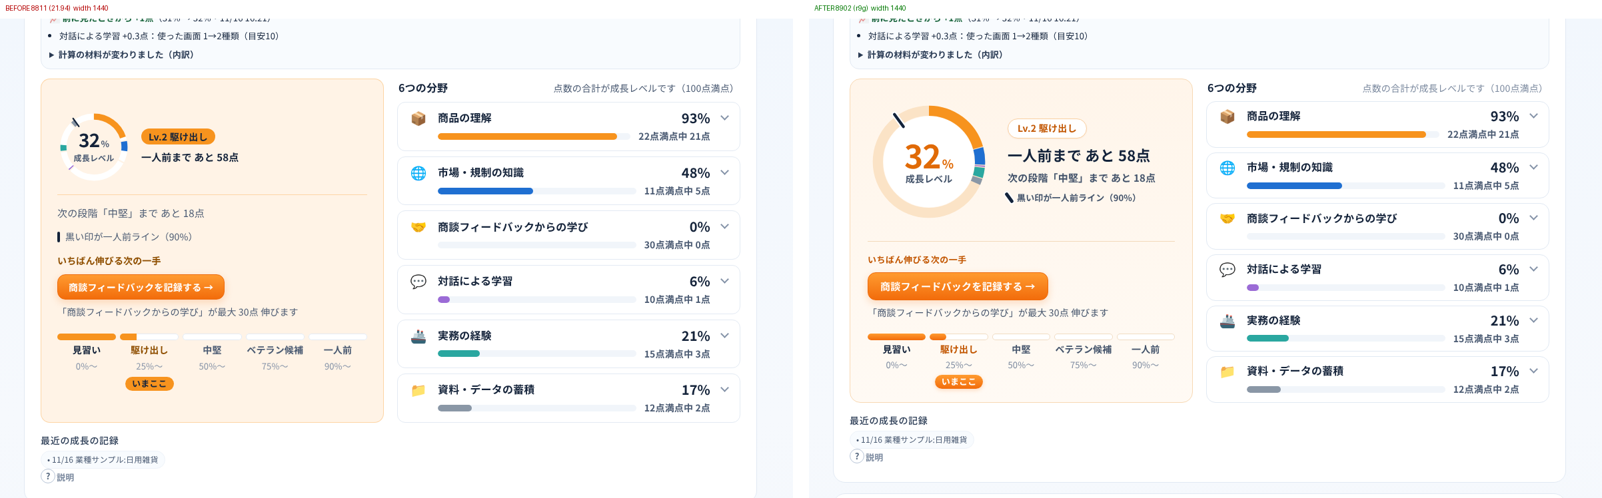 BEFORE 8811 (21.94) width 1440
• 対話による学習 +0.3点：使った画面 1→2種類（目安10）
▶ 計算の材料が変わりました（内訳）
32%
成長レベル
Lv.2 駆け出し
一人前まで あと 58点
次の段階「中堅」まで あと 18点
黒い印が一人前ライン（90%）
いちばん伸びる次の一手
商談フィードバックを記録する →
「商談フィードバックからの学び」が最大 30点 伸びます
見習い 駆け出し 中堅 ベテラン候補 一人前
0%〜 25%〜 50%〜 75%〜 90%〜
いまここ
6つの分野 点数の合計が成長レベルです（100点満点）
商品の理解 93%
22点満点中 21点
市場・規制の知識 48%
11点満点中 5点
商談フィードバックからの学び 0%
30点満点中 0点
対話による学習 6%
10点満点中 1点
実務の経験 21%
15点満点中 3点
資料・データの蓄積 17%
12点満点中 2点
最近の成長の記録
• 11/16 業種サンプル:日用雑貨
? 説明
AFTER 8902 (r9g) width 1440
• 対話による学習 +0.3点：使った画面 1→2種類（目安10）
▶ 計算の材料が変わりました（内訳）
32%
成長レベル
Lv.2 駆け出し
一人前まで あと 58点
次の段階「中堅」まで あと 18点
黒い印が一人前ライン（90%）
いちばん伸びる次の一手
商談フィードバックを記録する →
「商談フィードバックからの学び」が最大 30点 伸びます
見習い 駆け出し 中堅 ベテラン候補 一人前
0%〜 25%〜 50%〜 75%〜 90%〜
いまここ
6つの分野 点数の合計が成長レベルです（100点満点）
商品の理解 93%
22点満点中 21点
市場・規制の知識 48%
11点満点中 5点
商談フィードバックからの学び 0%
30点満点中 0点
対話による学習 6%
10点満点中 1点
実務の経験 21%
15点満点中 3点
資料・データの蓄積 17%
12点満点中 2点
最近の成長の記録
• 11/16 業種サンプル:日用雑貨
? 説明